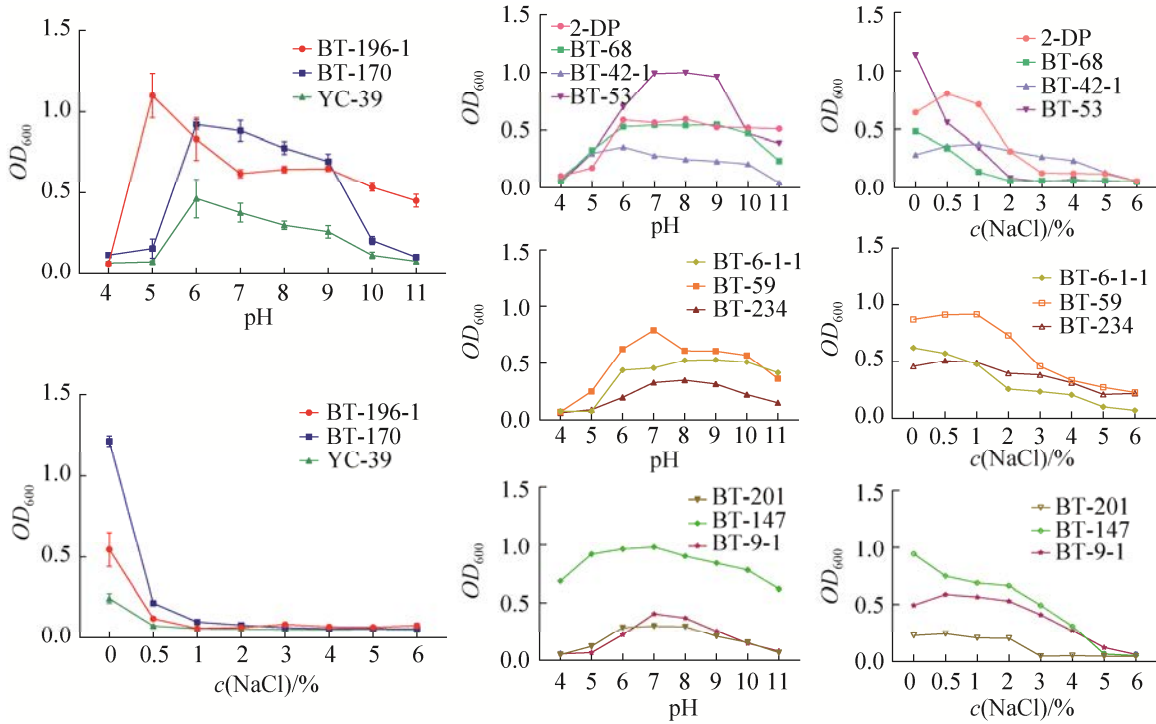 1.5
1.0
0.5
0.0
OD600
BT-196-1
BT-170
YC-39
4 5 6 7 8 9 10 11
pH
1.5
1.0
0.5
0.0
OD600
2-DP
BT-68
BT-42-1
BT-53
4 5 6 7 8 9 10 11
pH
1.5
1.0
0.5
0.0
OD600
2-DP
BT-68
BT-42-1
BT-53
0 0.5 1 2 3 4 5 6
c(NaCl)/%
1.5
1.0
0.5
0.0
OD600
BT-6-1-1
BT-59
BT-234
4 5 6 7 8 9 10 11
pH
1.5
1.0
0.5
0.0
OD600
BT-6-1-1
BT-59
BT-234
0 0.5 1 2 3 4 5 6
c(NaCl)/%
1.5
1.0
0.5
0.0
OD600
BT-196-1
BT-170
YC-39
0 0.5 1 2 3 4 5 6
c(NaCl)/%
1.5
1.0
0.5
0.0
OD600
BT-201
BT-147
BT-9-1
4 5 6 7 8 9 10 11
pH
1.5
1.0
0.5
0.0
OD600
BT-201
BT-147
BT-9-1
0 0.5 1 2 3 4 5 6
c(NaCl)/%